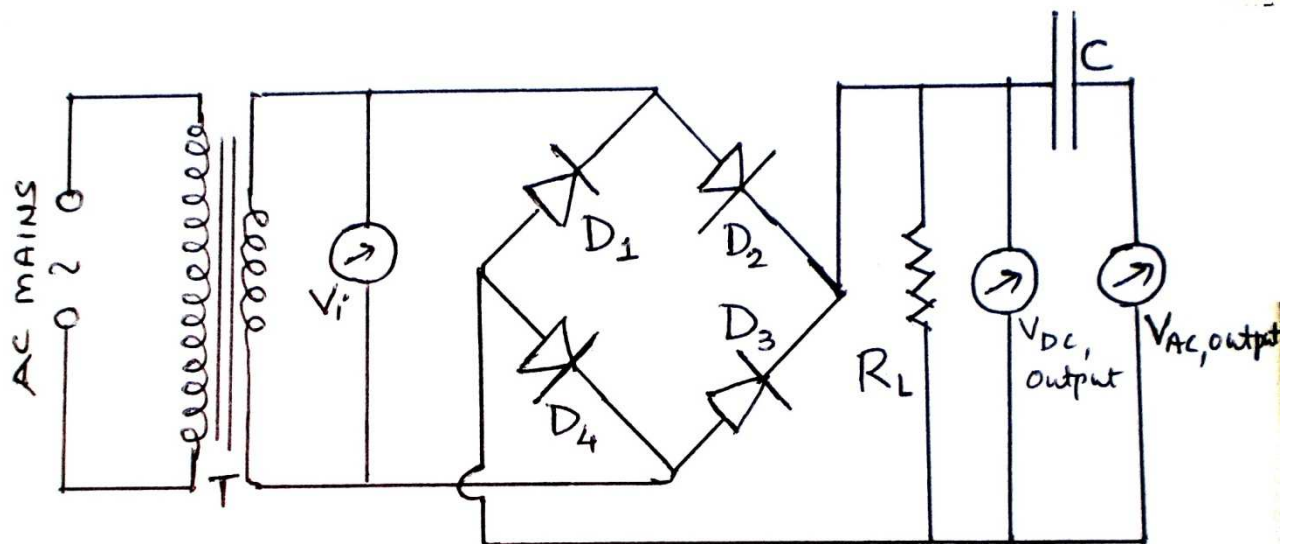 AC MAINS
T
Vi
D1
D2
D3
D4
RL
C
VDC,
output
VAC, output